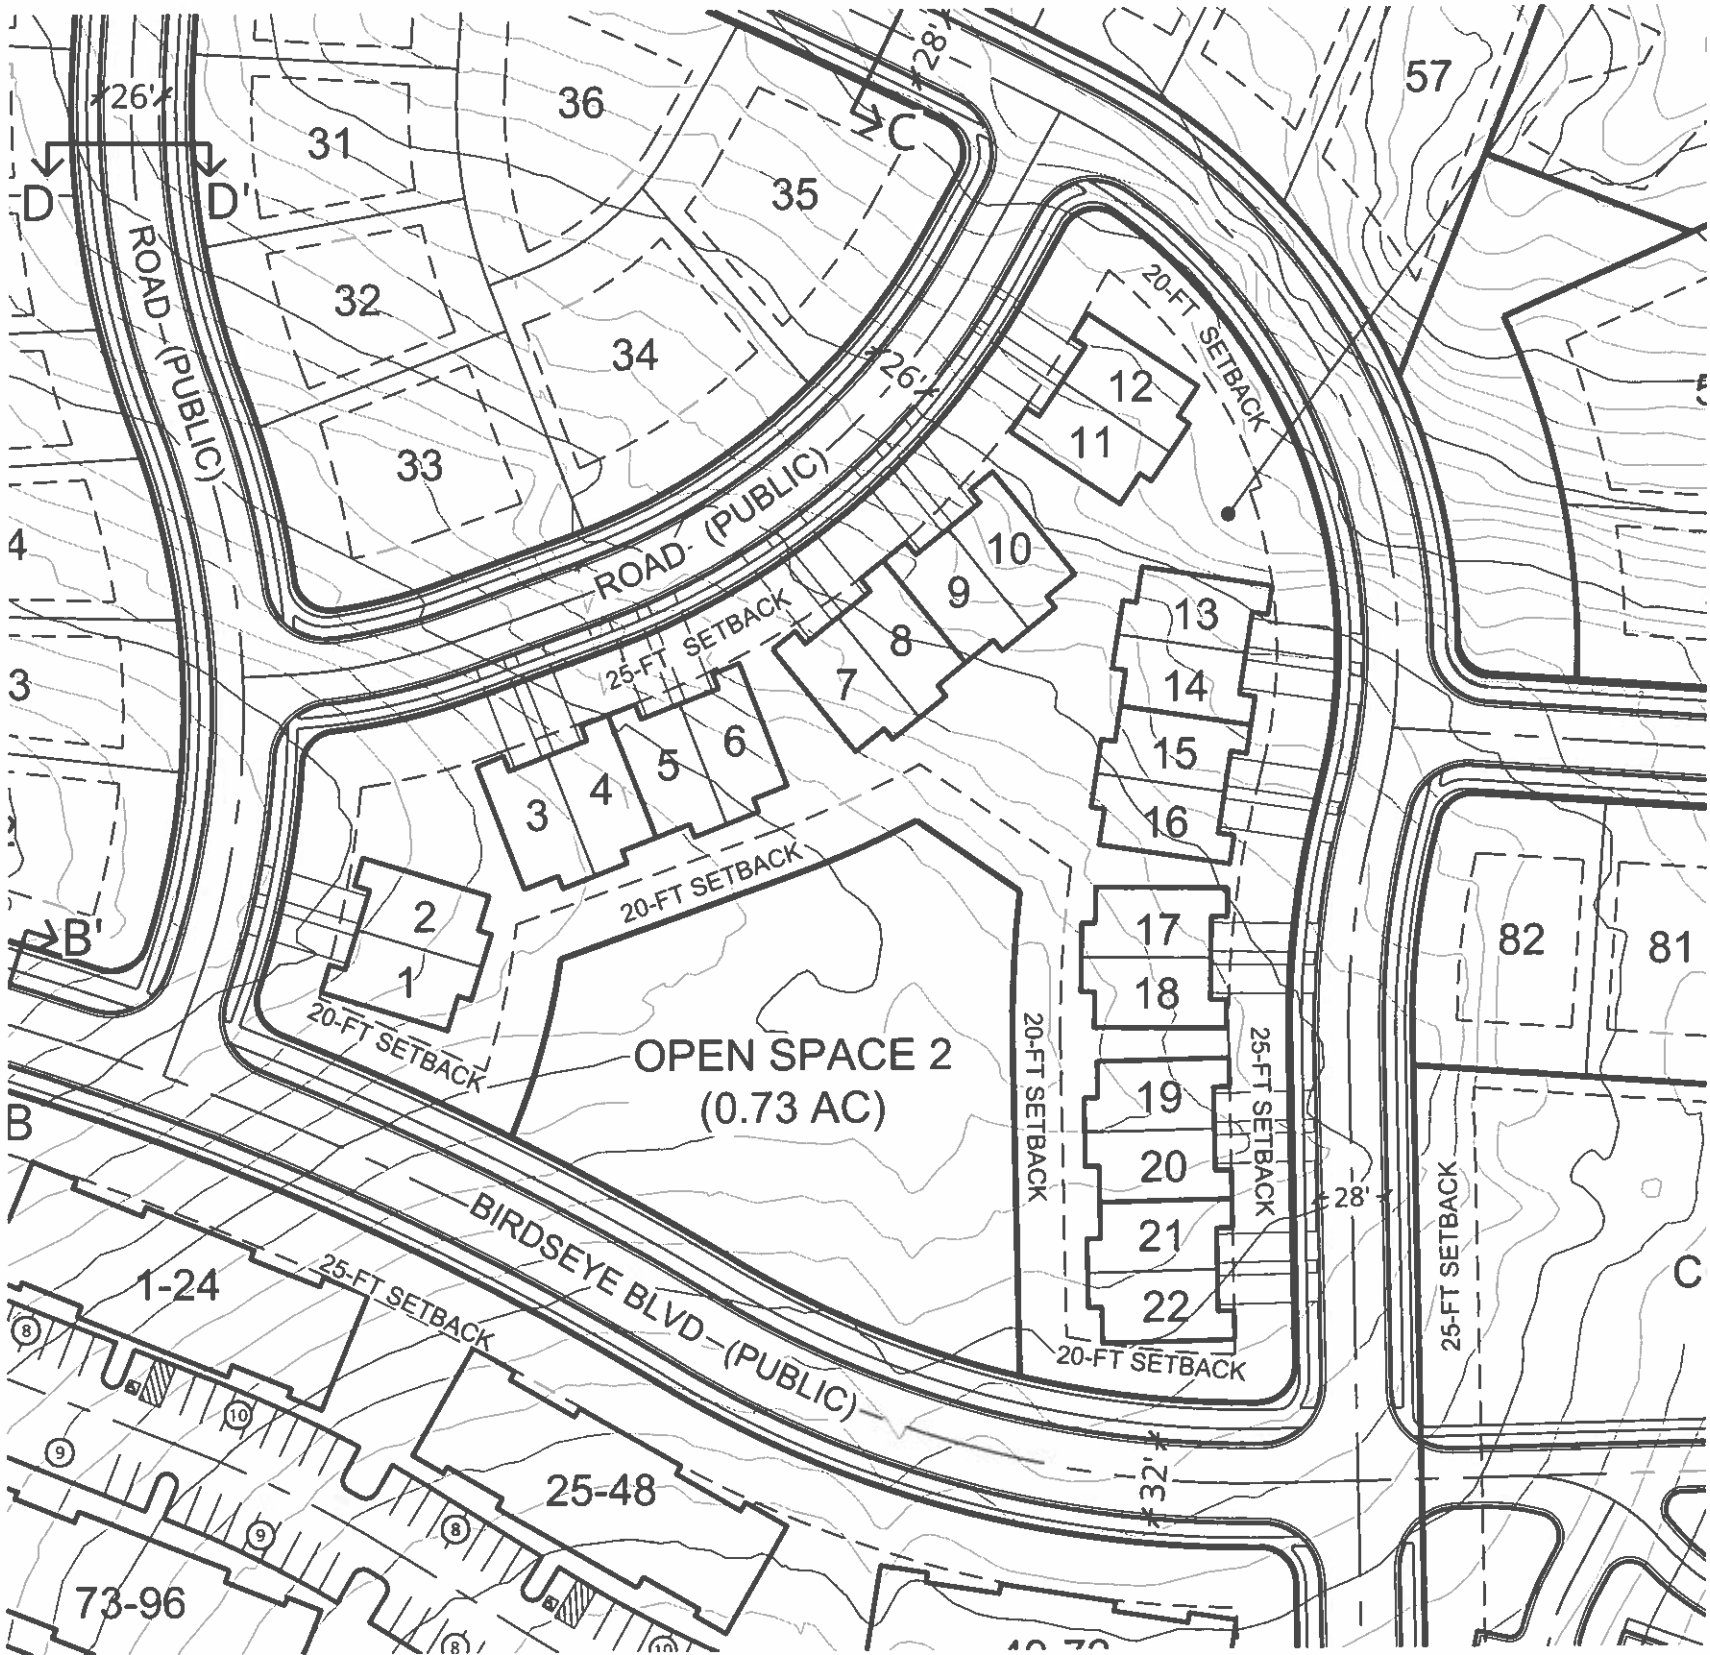 28'
57
36
26'
31
C
35
D
D'
ROAD (PUBLIC)
20-FT SETBACK
32
34
26'
12
11
33
ROAD (PUBLIC)
4
10
9
25-FT SETBACK
13
8
7
14
3
6
5
15
4
3
16
20-FT SETBACK
2
1
17
18
82
81
B'
20-FT SETBACK
OPEN SPACE 2
(0.73 AC)
20-FT SETBACK
25-FT SETBACK
19
20
B
28'
21
22
BIRDSEYE BLVD (PUBLIC)
25-FT SETBACK
1-24
25-FT SETBACK
C
20-FT SETBACK
8
10
9
32'
25-48
9
8
73-96
8
10